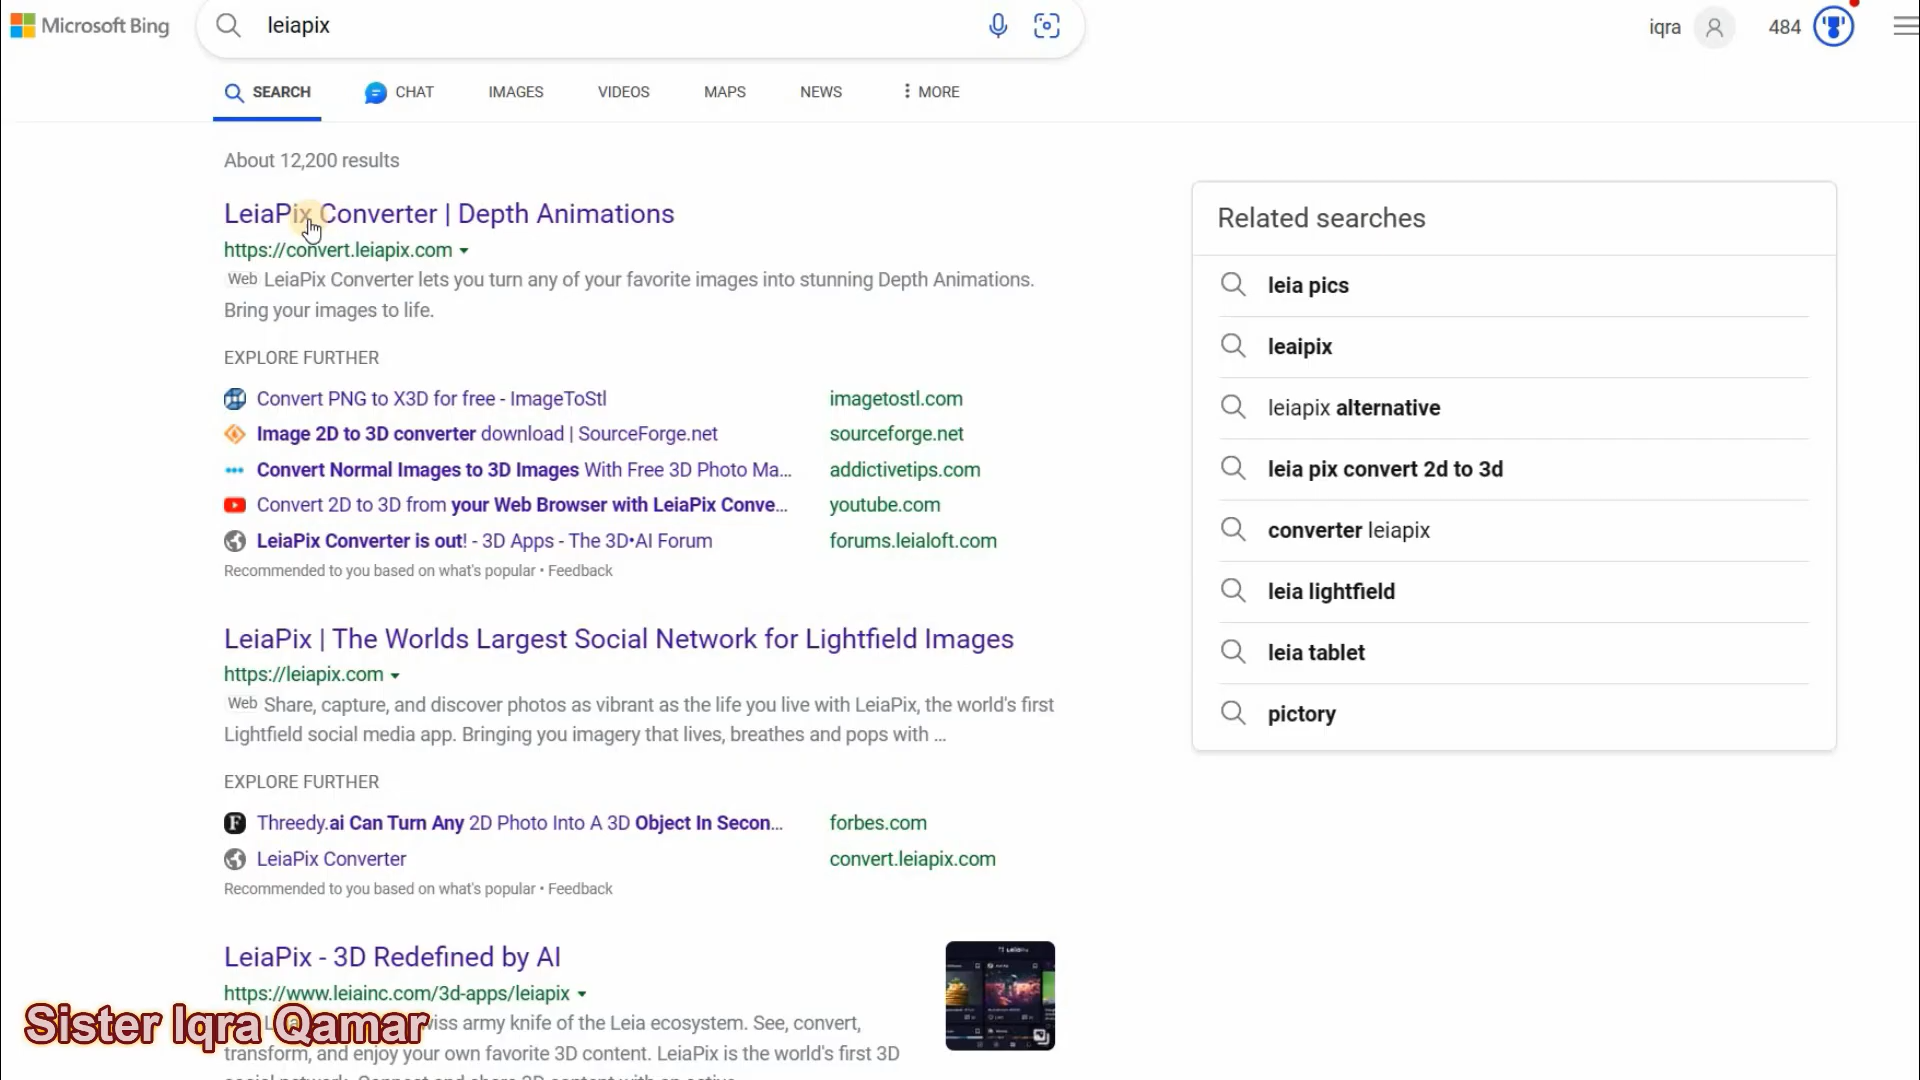 Microsoft Bing
leiapix
iqra
484
SEARCH
CHAT
IMAGES
VIDEOS
MAPS
NEWS
MORE
About 12,200 results
LeiaPix Converter | Depth Animations
https://convert.leiapix.com
Web LeiaPix Converter lets you turn any of your favorite images into stunning Depth Animations.
Bring your images to life.
EXPLORE FURTHER
Convert PNG to X3D for free - ImageToStl imagetostl.com
Image 2D to 3D converter download | SourceForge.net sourceforge.net
Convert Normal Images to 3D Images With Free 3D Photo Ma... addictivetips.com
Convert 2D to 3D from your Web Browser with LeiaPix Conve... youtube.com
LeiaPix Converter is out! - 3D Apps - The 3D•AI Forum forums.leialoft.com
Recommended to you based on what's popular • Feedback
LeiaPix | The Worlds Largest Social Network for Lightfield Images
https://leiapix.com
Web Share, capture, and discover photos as vibrant as the life you live with LeiaPix, the world's first
Lightfield social media app. Bringing you imagery that lives, breathes and pops with ...
EXPLORE FURTHER
Threedy.ai Can Turn Any 2D Photo Into A 3D Object In Secon... forbes.com
LeiaPix Converter convert.leiapix.com
Recommended to you based on what's popular • Feedback
LeiaPix - 3D Redefined by AI
https://www.leiainc.com/3d-apps/leiapix
army knife of the Leia ecosystem. See, convert,
transform, and enjoy your own favorite 3D content. LeiaPix is the world's first 3D
Related searches
leia pics
leaipix
leiapix alternative
leia pix convert 2d to 3d
converter leiapix
leia lightfield
leia tablet
pictory
Sister Iqra Qamar